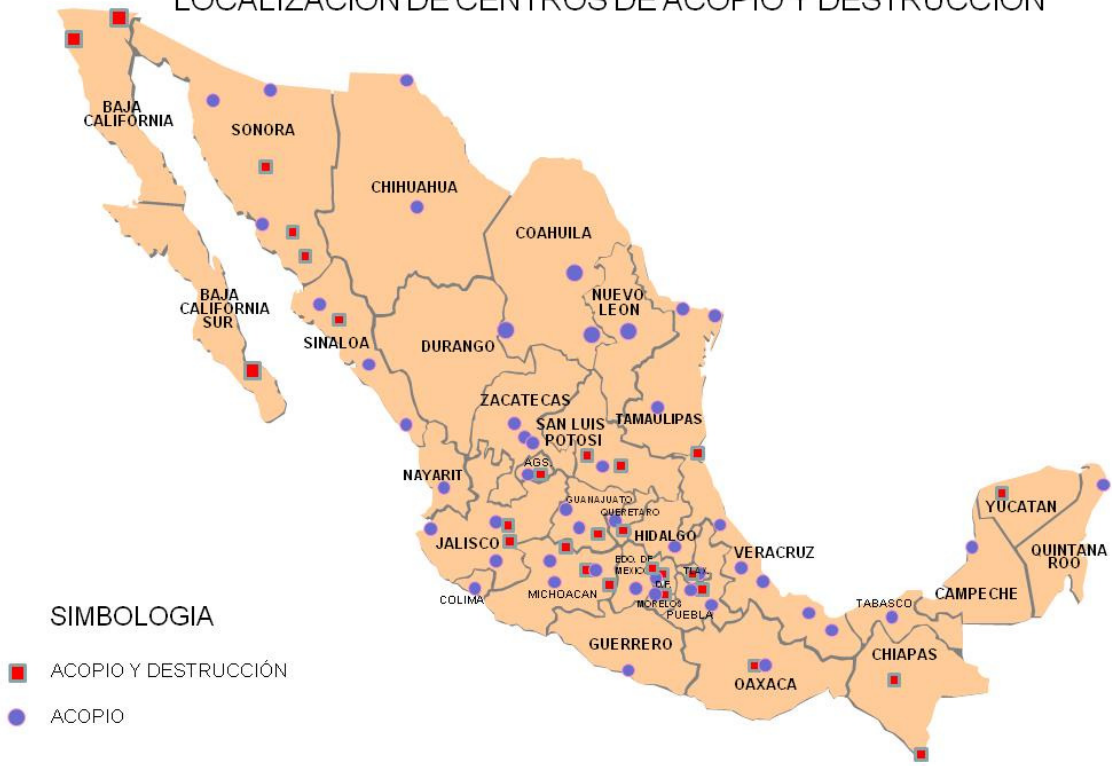 LOCALIZACIÓN DE CENTROS DE ACOPIO Y DESTRUCCIÓN
BAJA
CALIFORNIA
SONORA
CHIHUAHUA
COAHUILA
NUEVO
LEON
BAJA
CALIFORNIA
SUR
SINALOA
DURANGO
ZACATECAS
SAN LUIS
POTOSI
TAMAULIPAS
AGS.
NAYARIT
GUANAJUATO
QUERETARO
YUCATAN
JALISCO
HIDALGO
VERACRUZ
QUINTANA
ROO
EDO. DE
MEXICO
TLAX.
D.F.
COLIMA
MICHOACAN
MORELOS
PUEBLA
TABASCO
CAMPECHE
GUERRERO
CHIAPAS
OAXACA
SIMBOLOGIA
ACOPIO Y DESTRUCCIÓN
ACOPIO